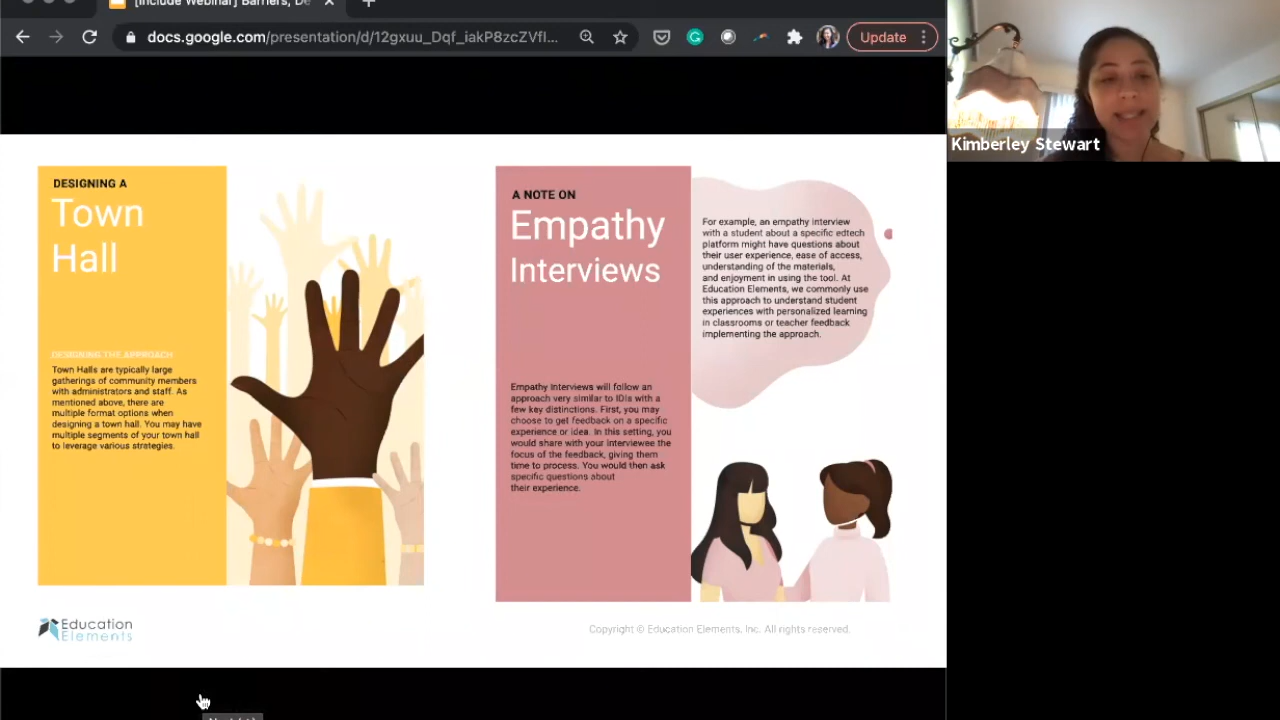 [Include Webinar] Barriers, De
docs.google.com/presentation/d/12gxuu_Dqf_iakP8zcZVfI...
Update
Kimberley Stewart
DESIGNING A
Town
Hall
DESIGNING THE APPROACH
Town Halls are typically large
gatherings of community members
with administrators and staff. As
mentioned above, there are
multiple format options when
designing a town hall. You may have
multiple segments of your town hall
to leverage various strategies.
A NOTE ON
Empathy
Interviews
Empathy Interviews will follow an
approach very similar to IDIs with a
few key distinctions. First, you may
choose to get feedback on a specific
experience or idea. In this setting, you
would share with your interviewee the
focus of the feedback, giving them
time to process. You would then ask
specific questions about
their experience.
For example, an empathy interview
with a student about a specific edtech
platform might have questions about
their user experience, ease of access,
understanding of the materials,
and enjoyment in using the tool. At
Education Elements, we commonly use
this approach to understand student
experiences with personalized learning
in classrooms or teacher feedback
implementing the approach.
Education
Elements
Copyright © Education Elements, Inc. All rights reserved.